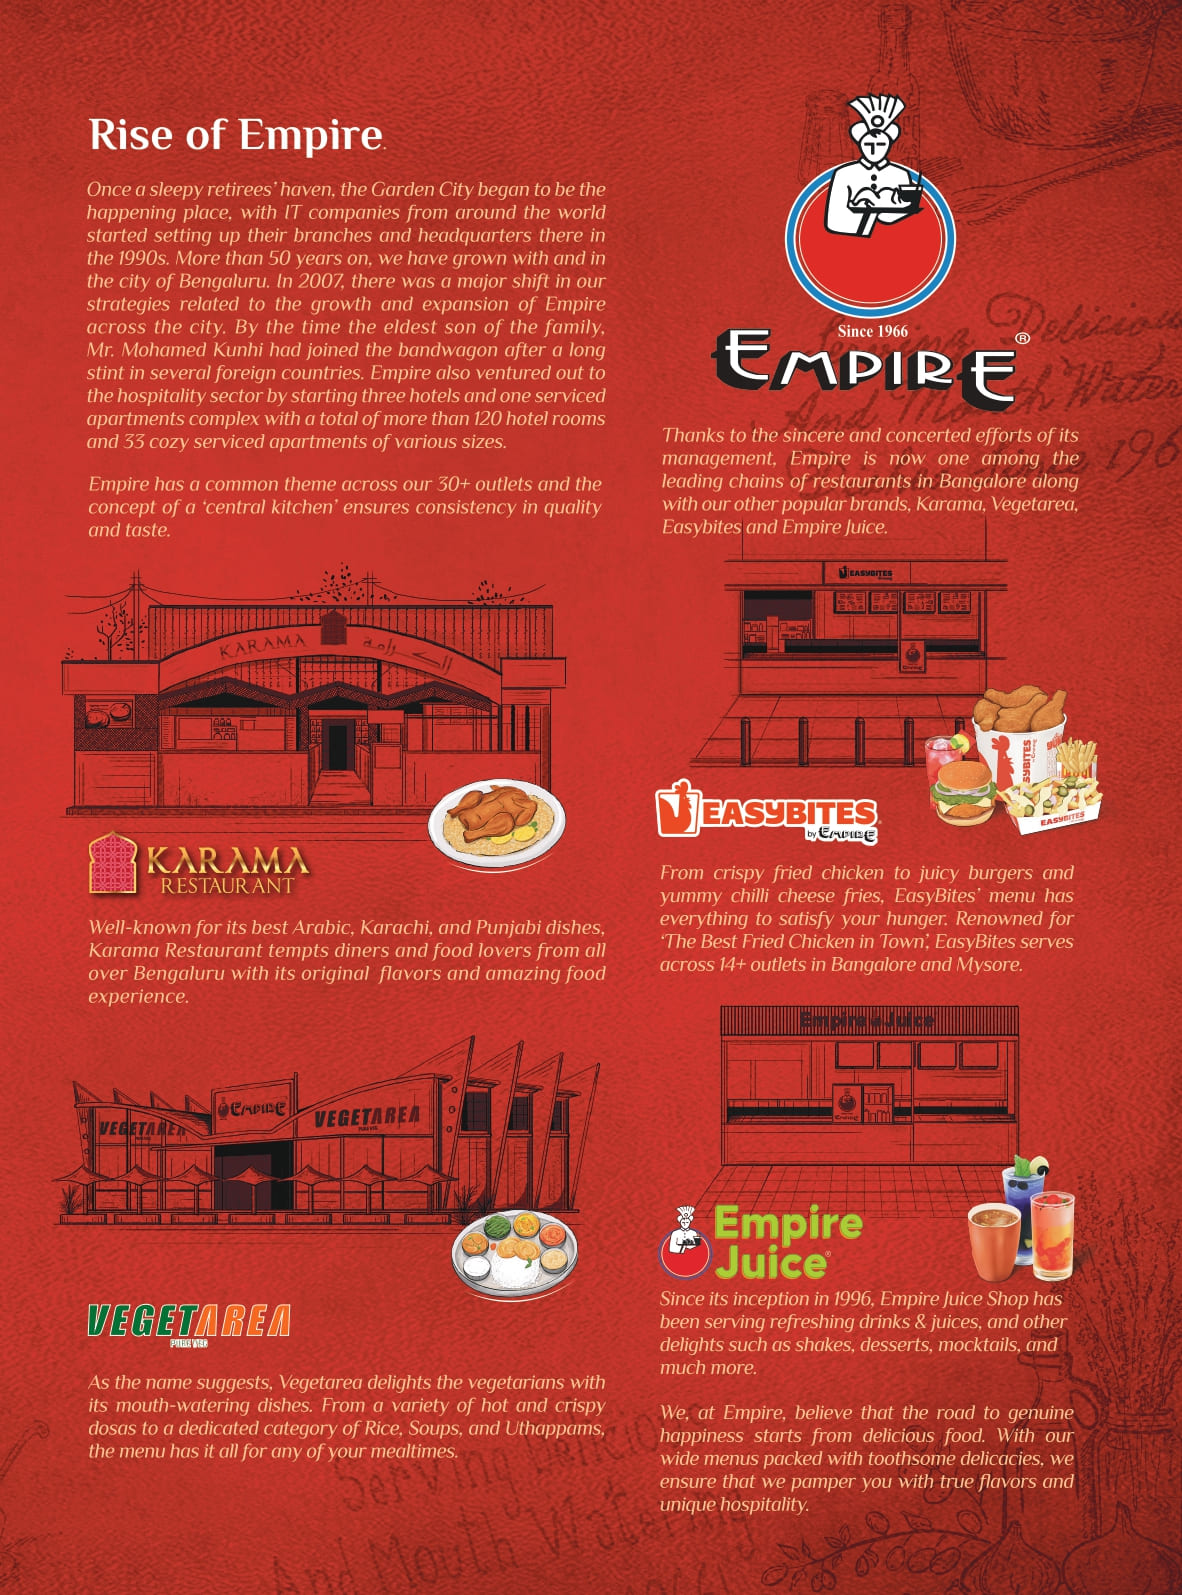 Rise of Empire.
Once a sleepy retirees' haven, the Garden City began to be the
happening place, with IT companies from around the world
started setting up their branches and headquarters there in
the 1990s. More than 50 years on, we have grown with and in
the city of Bengaluru. In 2007, there was a major shift in our
strategies related to the growth and expansion of Empire
across the city. By the time the eldest son of the family,
Mr. Mohamed Kunhi had joined the bandwagon after a long
stint in several foreign countries. Empire also ventured out to
the hospitality sector by starting three hotels and one serviced
apartments complex with a total of more than 120 hotel rooms
and 33 cozy serviced apartments of various sizes.
Empire has a common theme across our 30+ outlets and the
concept of a 'central kitchen' ensures consistency in quality
and taste.
KARAMA
KARAMA
RESTAURANT
Well-known for its best Arabic, Karachi, and Punjabi dishes,
Karama Restaurant tempts diners and food lovers from all
over Bengaluru with its original flavors and amazing food
experience.
EMPIRE
VEGETAREA
VEGETAREA
PURE VEG
VEGETAREA
PURE VEG
As the name suggests, Vegetarea delights the vegetarians with
its mouth-watering dishes. From a variety of hot and crispy
dosas to a dedicated category of Rice, Soups, and Uthappams,
the menu has it all for any of your mealtimes.
Since 1966
EMPIRE®
Thanks to the sincere and concerted efforts of its
management, Empire is now one among the
leading chains of restaurants in Bangalore along
with our other popular brands, Karama, Vegetarea,
Easybites and Empire Juice.
EASYBITES
EASYBITES
EASYBITES
EASYBITES
by EMPIRE
From crispy fried chicken to juicy burgers and
yummy chilli cheese fries, EasyBites' menu has
everything to satisfy your hunger. Renowned for
'The Best Fried Chicken in Town', EasyBites serves
across 14+ outlets in Bangalore and Mysore.
Empire Juice
Empire
Juice®
Since its inception in 1996, Empire Juice Shop has
been serving refreshing drinks & juices, and other
delights such as shakes, desserts, mocktails, and
much more.
We, at Empire, believe that the road to genuine
happiness starts from delicious food. With our
wide menus packed with toothsome delicacies, we
ensure that we pamper you with true flavors and
unique hospitality.
And Mouth Watering